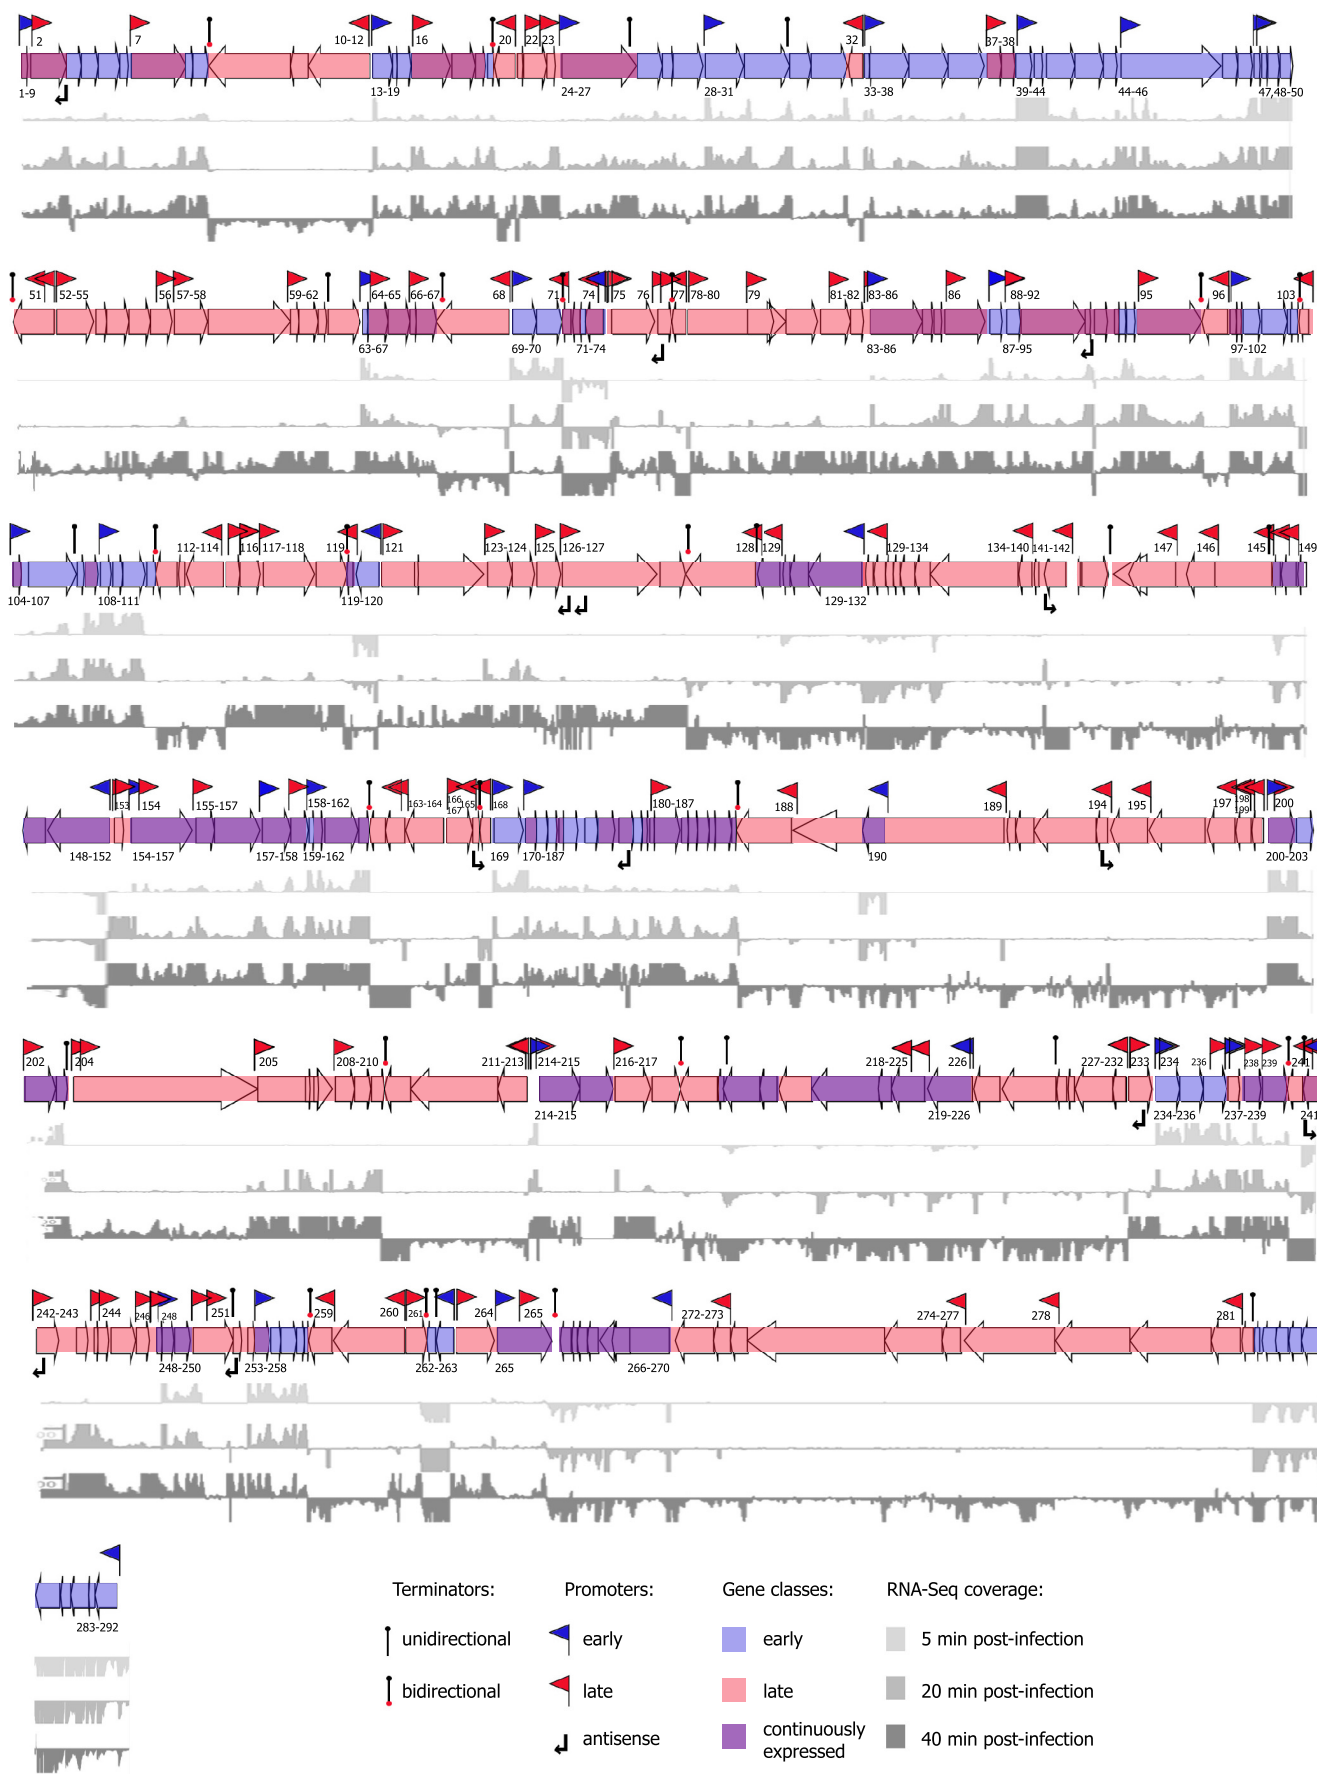 2 7 10-12 16 20 22 23 32 37-38
1-9 13-19 24-27 28-31 33-38 39-44 44-46 47,48-50
51 52-55 56 57-58 59-62 64-65 66-67 68 71 74 75 76 77 78-80 79 81-82 83-86 86 88-92 95 96 103
63-67 69-70 71-74 83-86 87-95 97-102
112-114 116 117-118 119 121 123-124 125 126-127 128 129 129-134 134-140 141-142 147 146 145 149
104-107 108-111 119-120 129-132
153 154 155-157 158-162 163-164 166 165 168 180-187 188 189 194 195 197 198 200
167 199
148-152 154-157 157-158 159-162 169 170-187 190 200-203
202 204 205 208-210 211-213 214-215 216-217 218-225 226 227-232 233 234 236 238 239 241
214-215 219-226 234-236 237-239 241
242-243 244 246 248 251 259 260 261 264 265 272-273 274-277 278 281
248-250 253-258 262-263 265 266-270
283-292
Terminators: Promoters: Gene classes: RNA-Seq coverage:
unidirectional early early 5 min post-infection
bidirectional late late 20 min post-infection
antisense continuously expressed 40 min post-infection